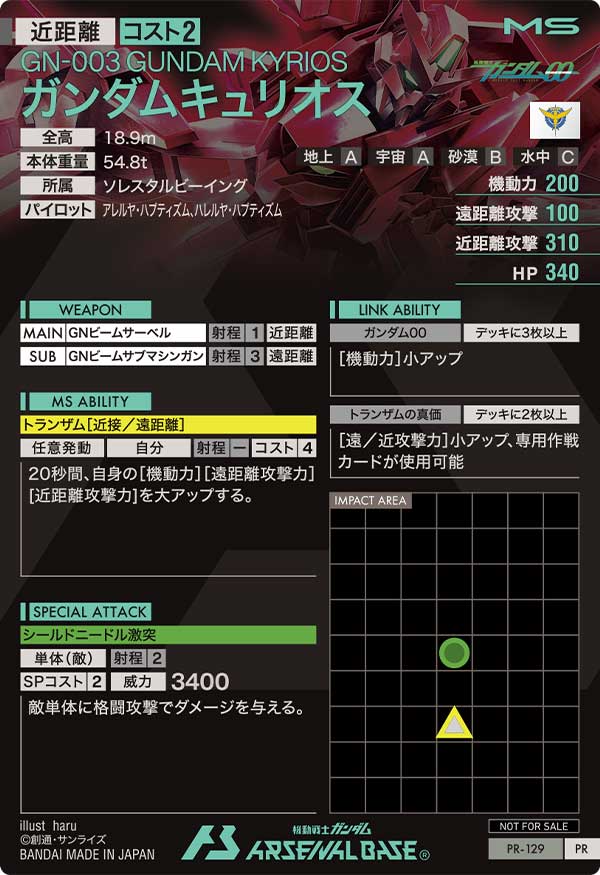 近距離 コスト2 MS
GN-003 GUNDAM KYRIOS
ガンダムキュリオス
ガンダム00
全高 18.9m
本体重量 54.8t
所属 ソレスタルビーイング
パイロット アレルヤ・ハプティズム、ハレルヤ・ハプティズム
地上 A 宇宙 A 砂漠 B 水中 C
機動力 200
遠距離攻撃 100
近距離攻撃 310
HP 340
WEAPON
MAIN GNビームサーベル 射程 1 近距離
SUB GNビームサブマシンガン 射程 3 遠距離
MS ABILITY
トランザム[近接／遠距離]
任意発動 自分 射程 ー コスト 4
20秒間、自身の[機動力][遠距離攻撃力]
[近距離攻撃力]を大アップする。
SPECIAL ATTACK
シールドニードル激突
単体(敵) 射程 2
SPコスト 2 威力 3400
敵単体に格闘攻撃でダメージを与える。
LINK ABILITY
ガンダム00 デッキに3枚以上
[機動力]小アップ
トランザムの真価 デッキに2枚以上
[遠／近攻撃力]小アップ、専用作戦
カードが使用可能
IMPACT AREA
illust haru
©創通・サンライズ
BANDAI MADE IN JAPAN
機動戦士ガンダム
ARSENAL BASE®
NOT FOR SALE
PR-129 PR